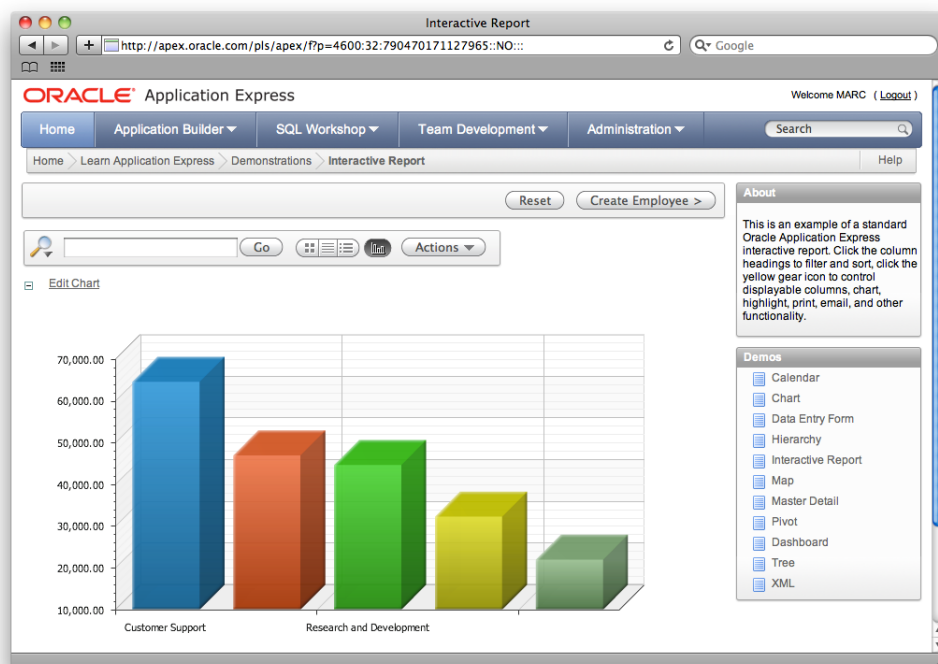 Interactive Report
http://apex.oracle.com/pls/apex/f?p=4600:32:790470171127965::NO:::
Google
ORACLE Application Express
Welcome MARC ( Logout )
Home Application Builder SQL Workshop Team Development Administration Search
Home Learn Application Express Demonstrations Interactive Report Help
Reset Create Employee >
Go Actions
Edit Chart
70,000.00
60,000.00
50,000.00
40,000.00
30,000.00
20,000.00
10,000.00
Customer Support Research and Development
About
This is an example of a standard
Oracle Application Express
interactive report. Click the column
headings to filter and sort, click the
yellow gear icon to control
displayable columns, chart,
highlight, print, email, and other
functionality.
Demos
Calendar
Chart
Data Entry Form
Hierarchy
Interactive Report
Map
Master Detail
Pivot
Dashboard
Tree
XML